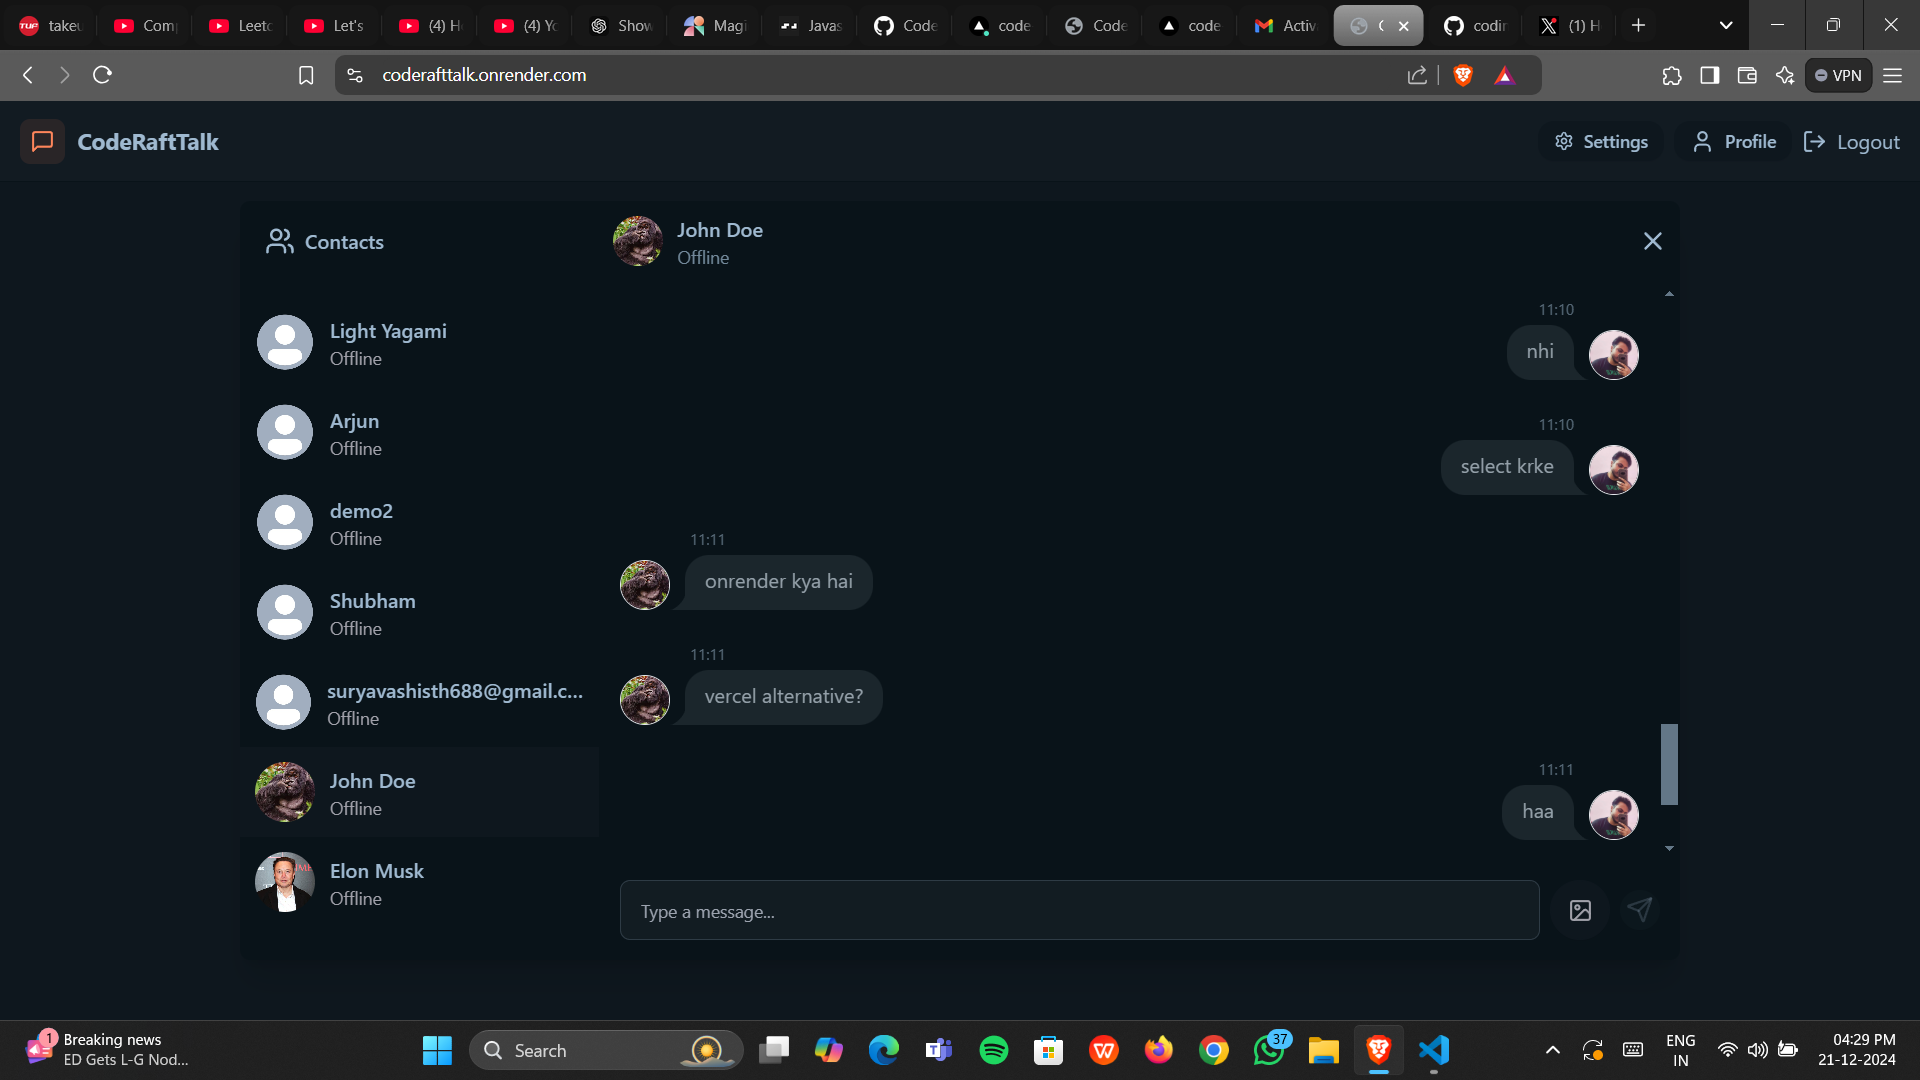 takeu
Com
Leetc
Let's
(4) H
(4) Yo
Show
Magi
Javas
Code
code
Code
code
Activ
C
codin
(1) H
coderafttalk.onrender.com
VPN
CodeRaftTalk
Settings
Profile
Logout
Contacts
Light Yagami
Offline
Arjun
Offline
demo2
Offline
Shubham
Offline
suryavashisth688@gmail.c...
Offline
John Doe
Offline
Elon Musk
Offline
John Doe
Offline
11:10
nhi
11:10
select krke
11:11
onrender kya hai
11:11
vercel alternative?
11:11
haa
Type a message...
1
Breaking news
ED Gets L-G Nod...
Search
37
ENG
IN
04:29 PM
21-12-2024